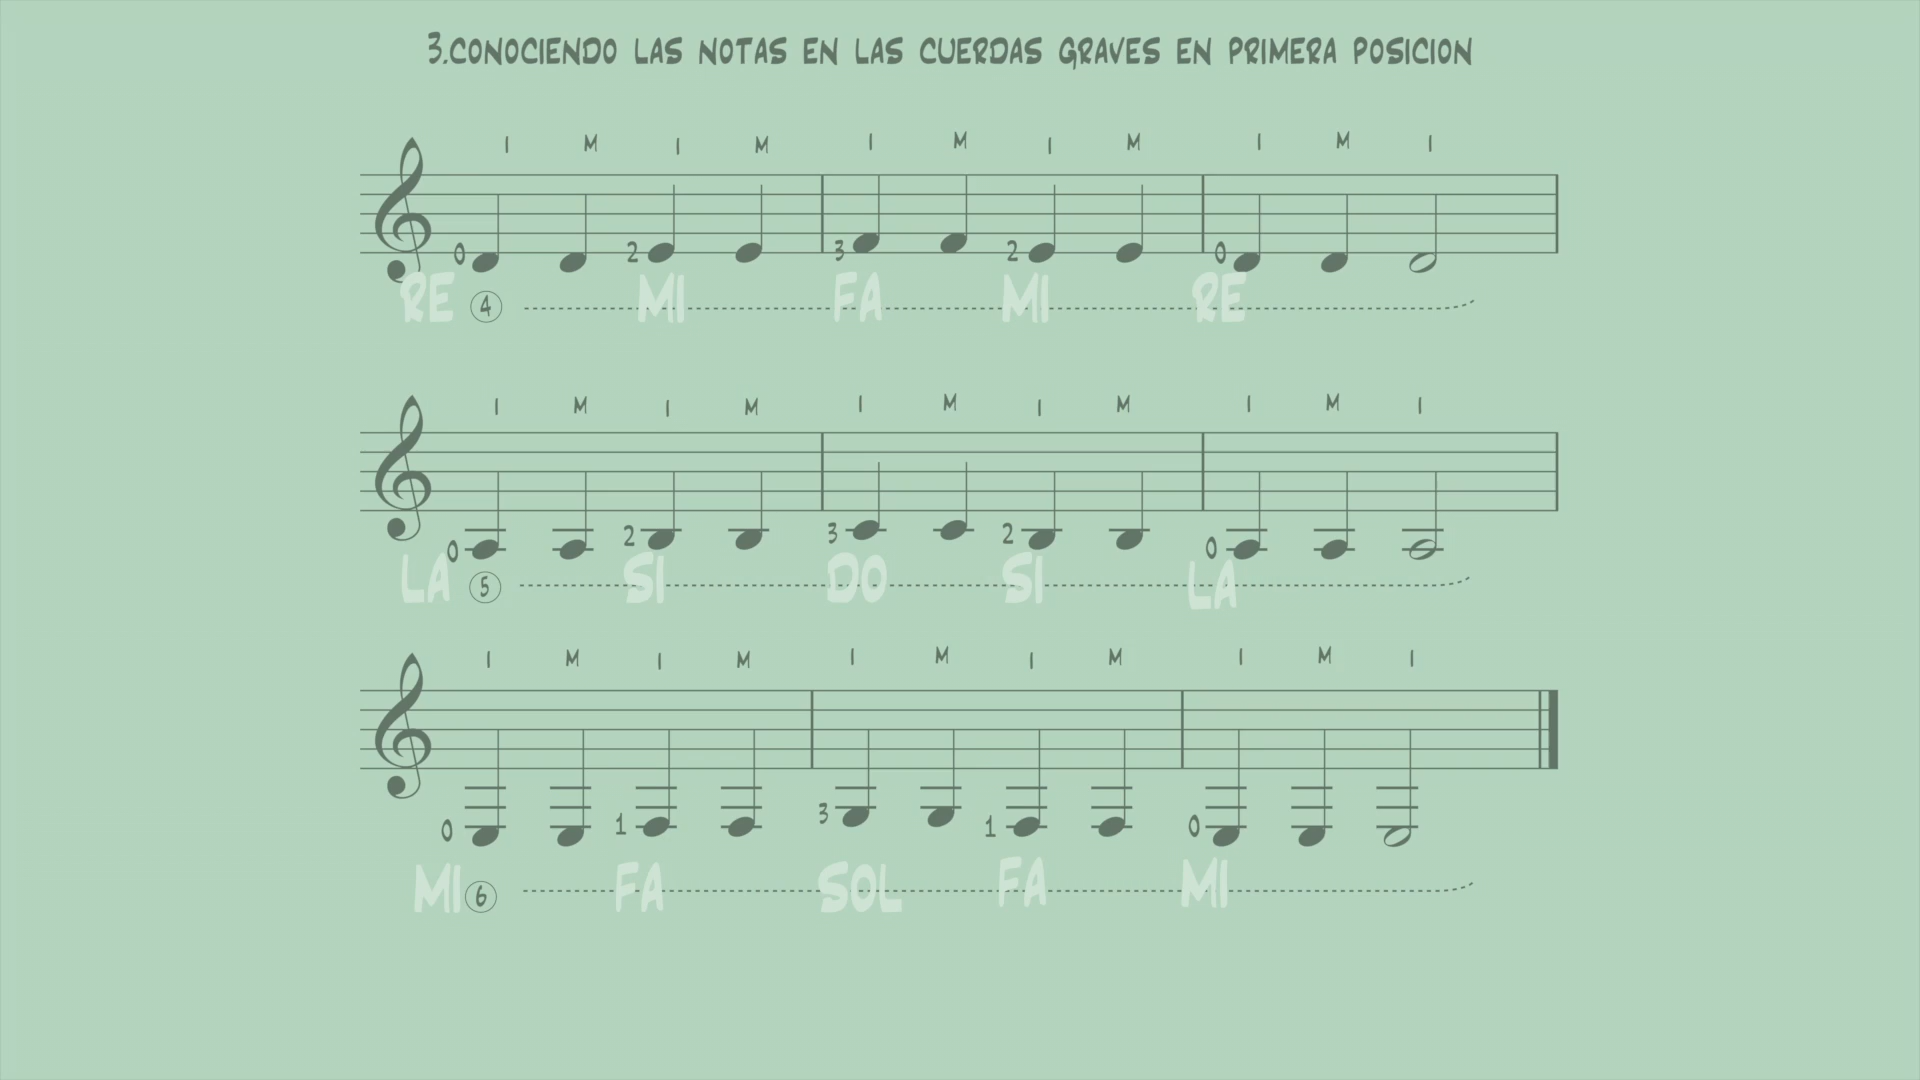 3.CONOCIENDO LAS NOTAS EN LAS CUERDAS GRAVES EN PRIMERA POSICION
I M I M I M I M I M I
0 2 3 2 0
RE 4 MI FA MI RE
I M I M I M I M I M I
0 2 3 2 0
LA 5 SI DO SI LA
I M I M I M I M I M I
0 1 3 1 0
MI 6 FA SOL FA MI